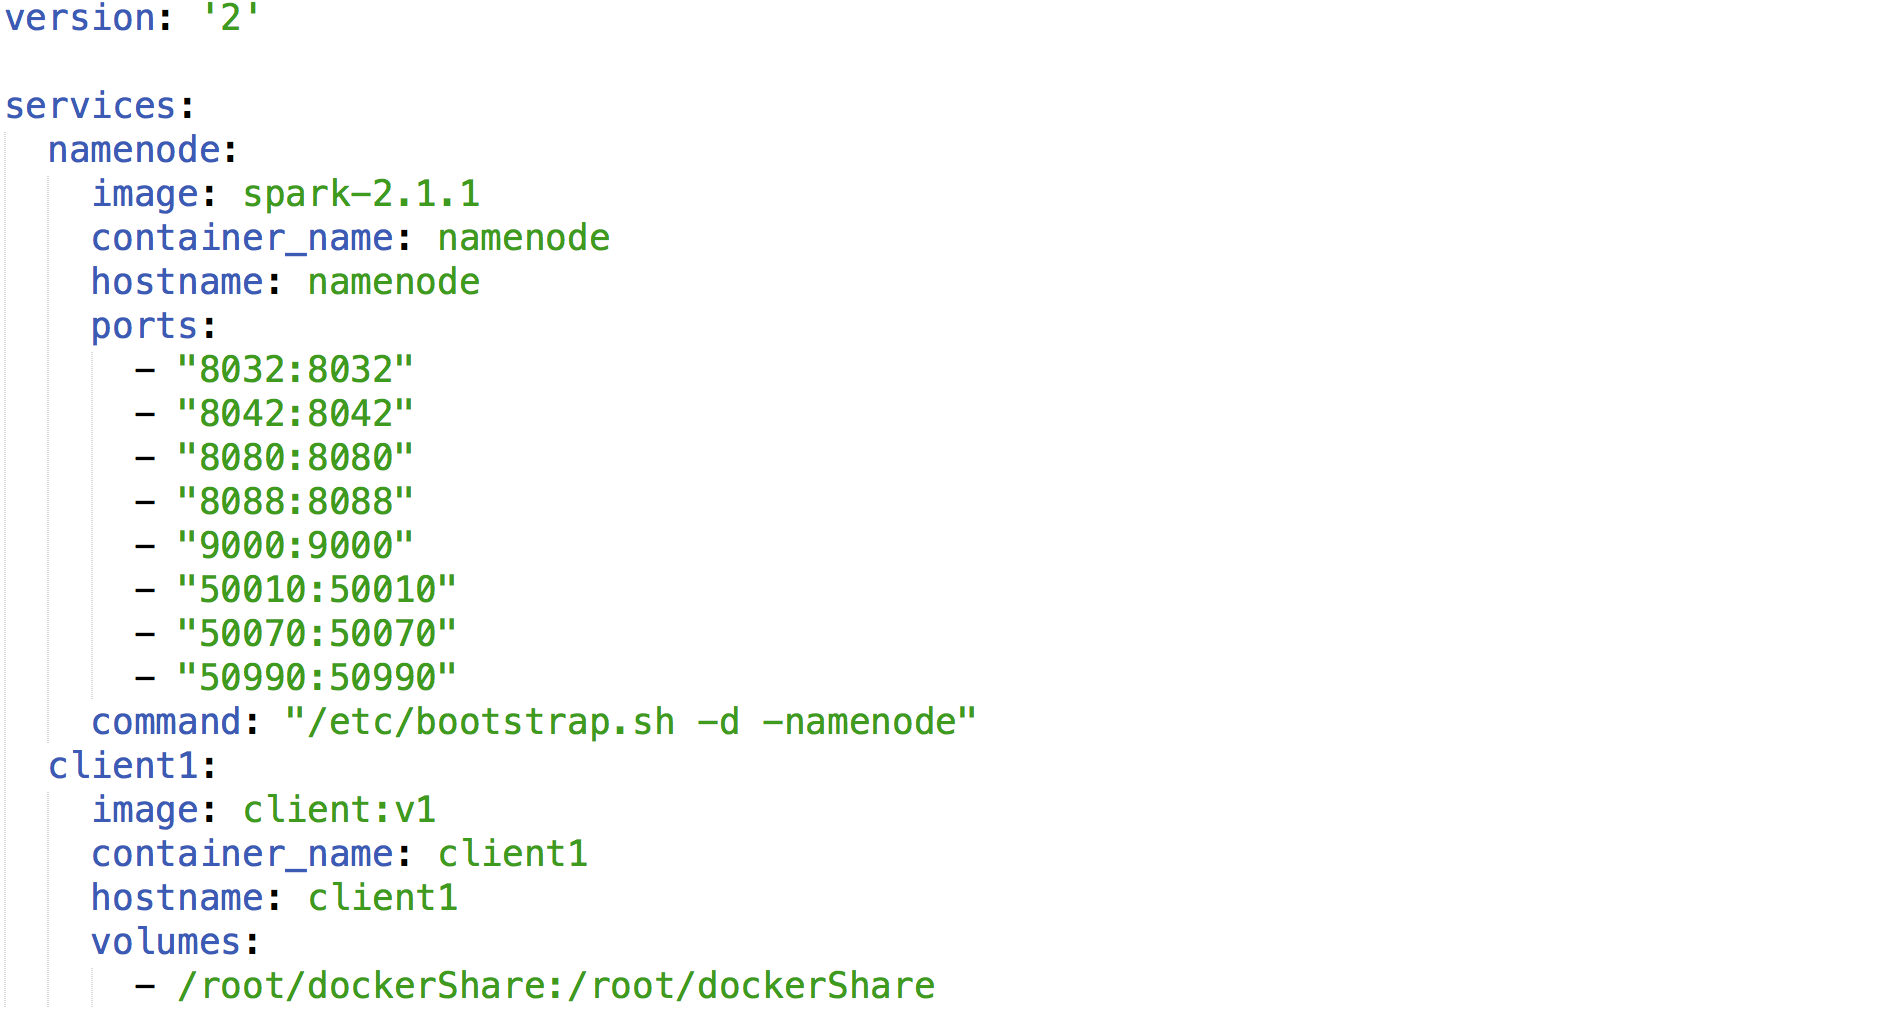 version: '2'

services:
  namenode:
    image: spark-2.1.1
    container_name: namenode
    hostname: namenode
    ports:
      - "8032:8032"
      - "8042:8042"
      - "8080:8080"
      - "8088:8088"
      - "9000:9000"
      - "50010:50010"
      - "50070:50070"
      - "50990:50990"
    command: "/etc/bootstrap.sh -d -namenode"
  client1:
    image: client:v1
    container_name: client1
    hostname: client1
    volumes:
      - /root/dockerShare:/root/dockerShare